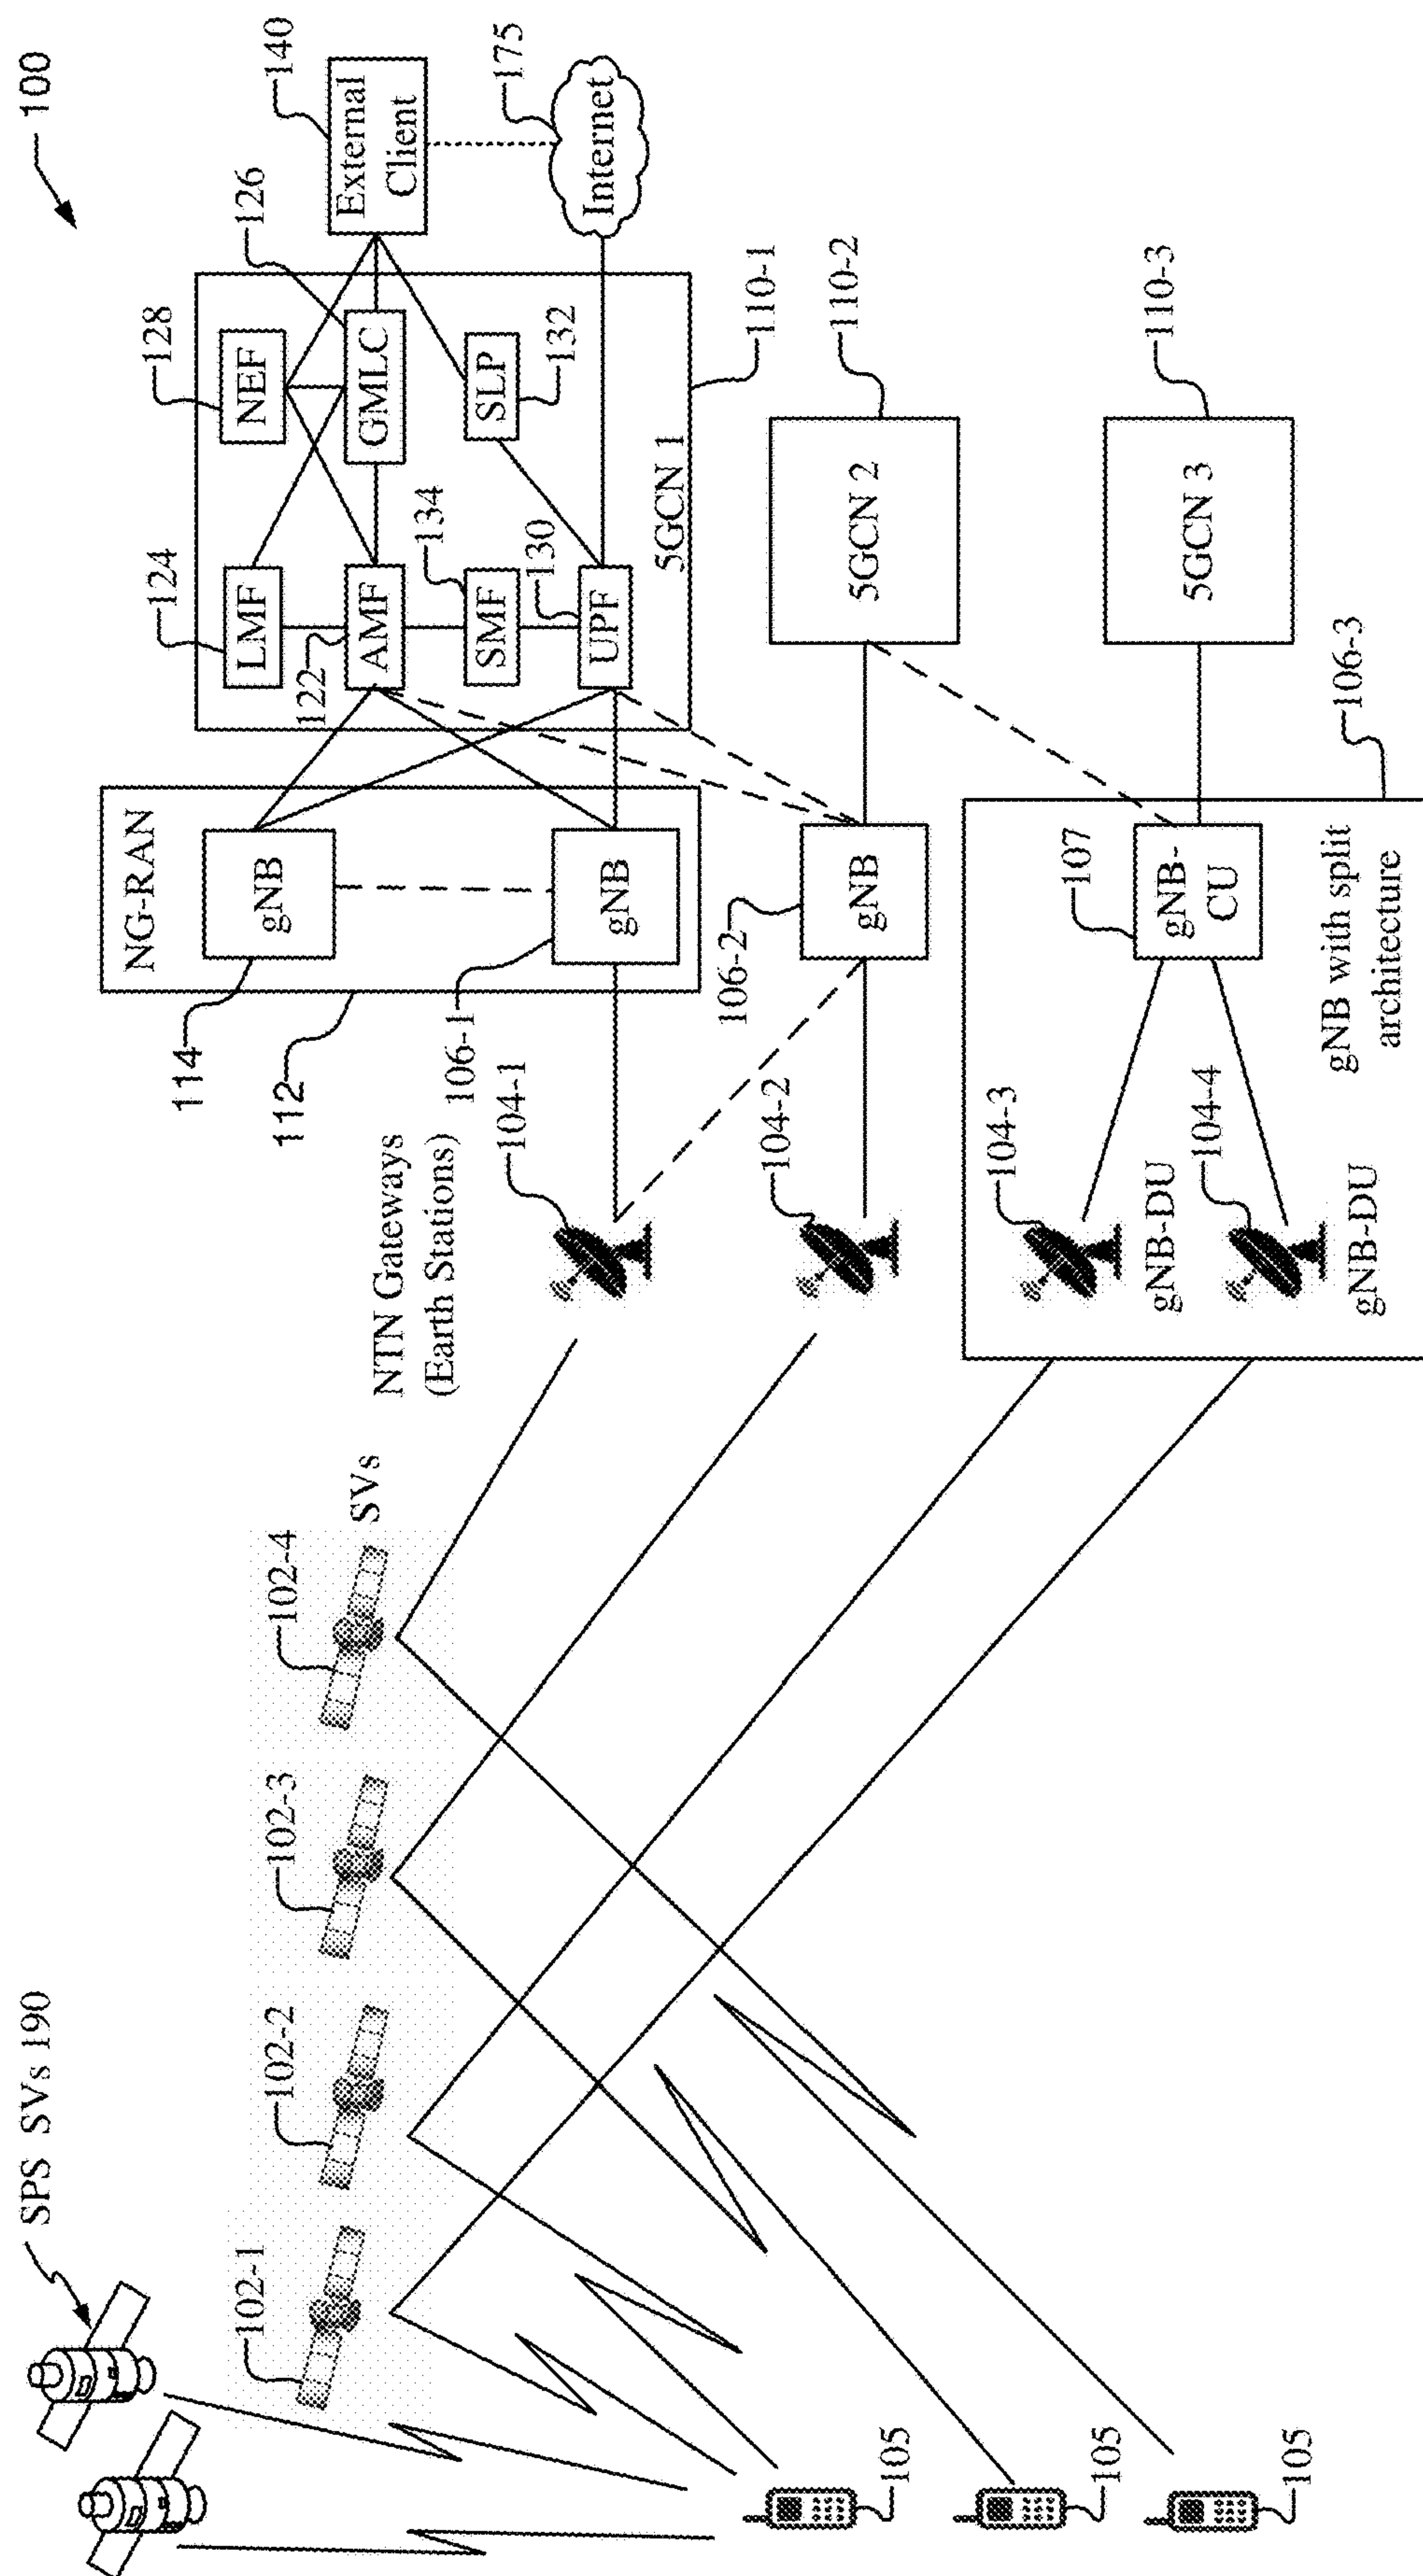 100
SPS SVs 190
102-1
102-2
102-3
102-4
SVs
NTN Gateways
(Earth Stations)
104-1
104-2
104-3
gNB-DU
104-4
gNB-DU
105
105
105
114
112
106-1
NG-RAN
gNB
gNB
106-2
gNB
107
gNB-
CU
gNB with split
architecture
106-3
124
LMF
128
NEF
126
122
AMF
GMLC
134
SMF
SLP
132
130
UPF
5GCN 1
110-1
140
External
Client
175
Internet
5GCN 2
110-2
5GCN 3
110-3